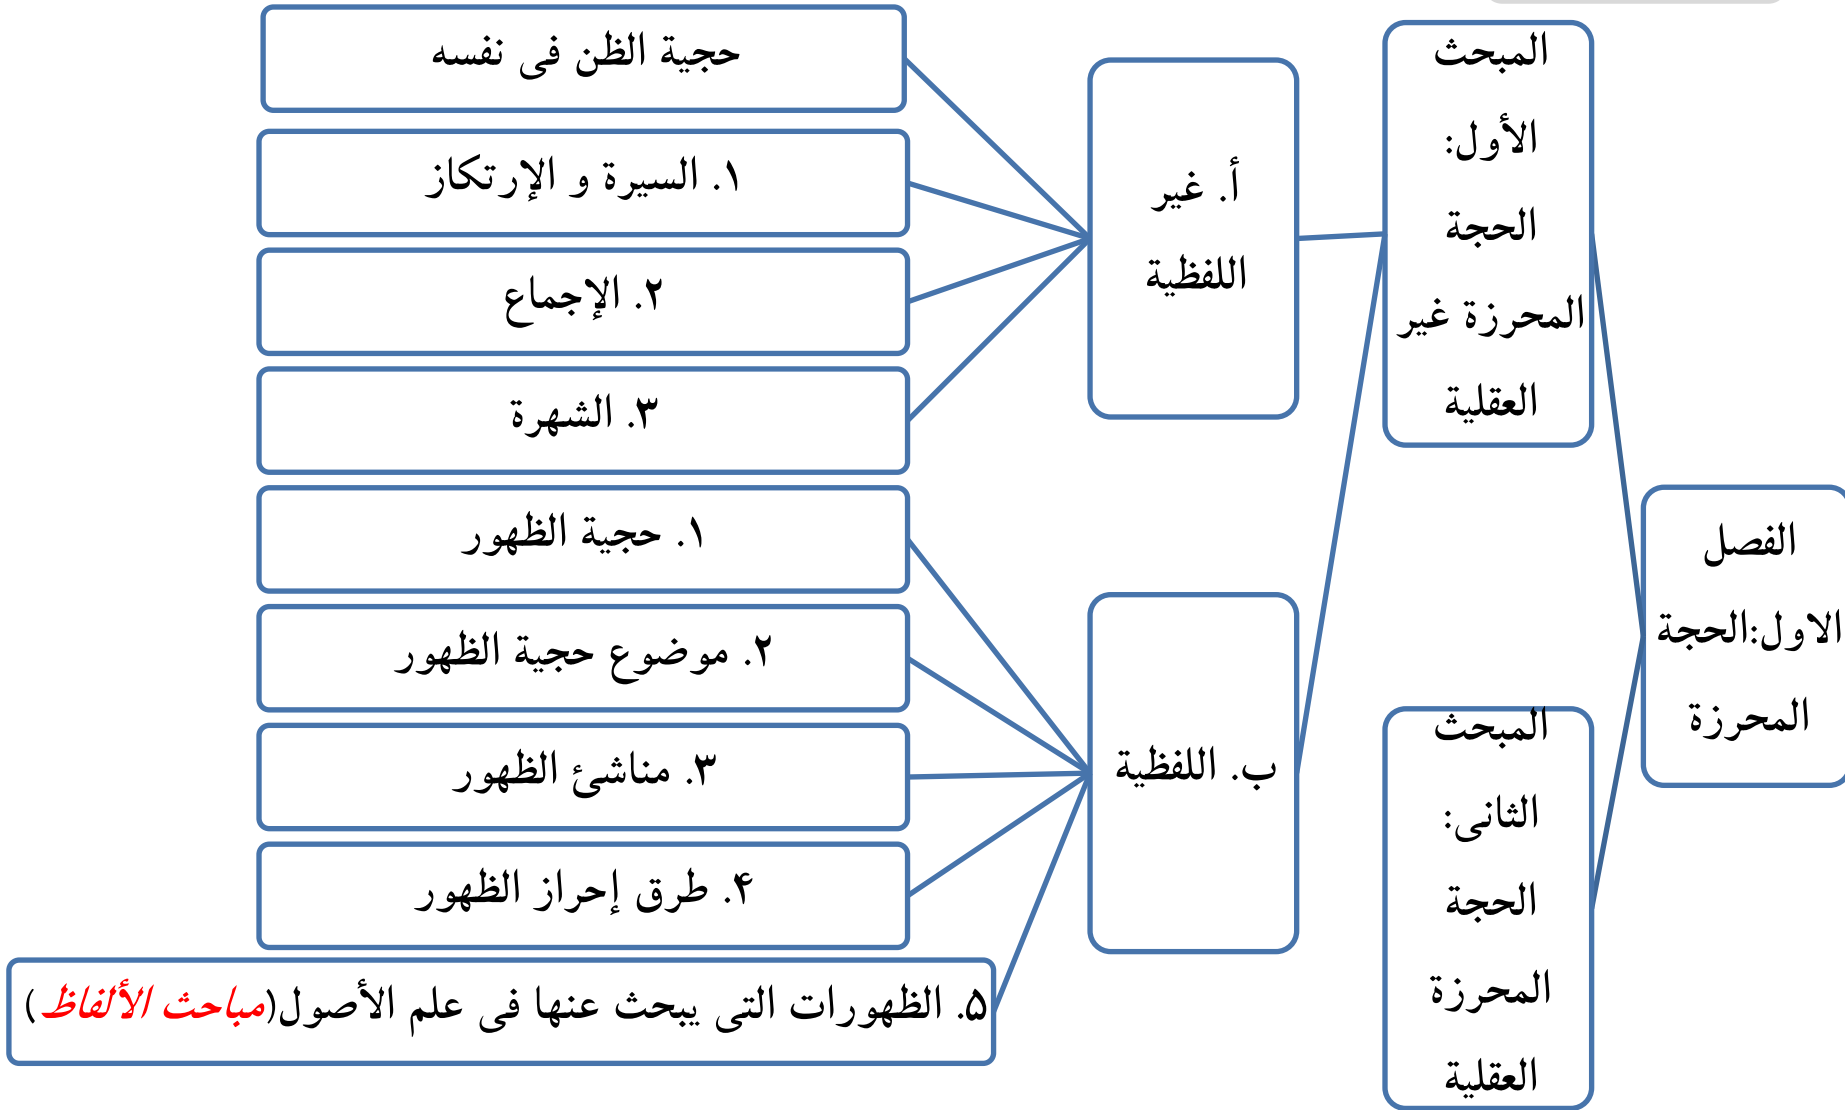 الفصل
الاول:الحجة
المحرزة
المبحث
الأول:
الحجة
المحرزة غير
العقلية
أ. غير
اللفظية
حجية الظن فى نفسه
١. السيرة و الإرتكاز
٢. الإجماع
٣. الشهرة
ب. اللفظية
١. حجية الظهور
٢. موضوع حجية الظهور
٣. مناشئ الظهور
۴. طرق إحراز الظهور
۵. الظهورات التى يبحث عنها فى علم الأصول(مباحث الألفاظ)
المبحث
الثانى:
الحجة
المحرزة
العقلية